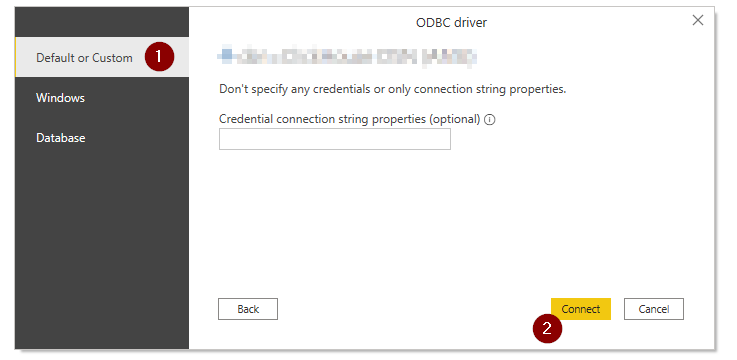 ODBC driver
Default or Custom
1
Windows
Database
Don't specify any credentials or only connection string properties.
Credential connection string properties (optional)
Back
Connect
Cancel
2